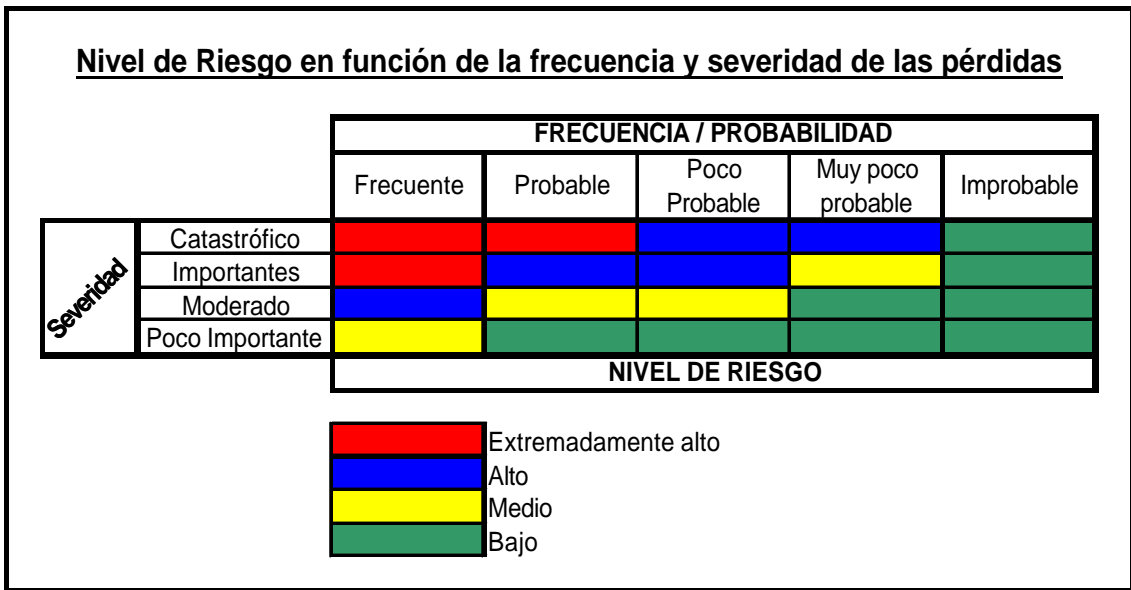 Nivel de Riesgo en función de la frecuencia y severidad de las pérdidas
FRECUENCIA / PROBABILIDAD
Frecuente
Probable
Poco
Probable
Muy poco
probable
Improbable
Severidad
Catastrófico
Importantes
Moderado
Poco Importante
NIVEL DE RIESGO
Extremadamente alto
Alto
Medio
Bajo